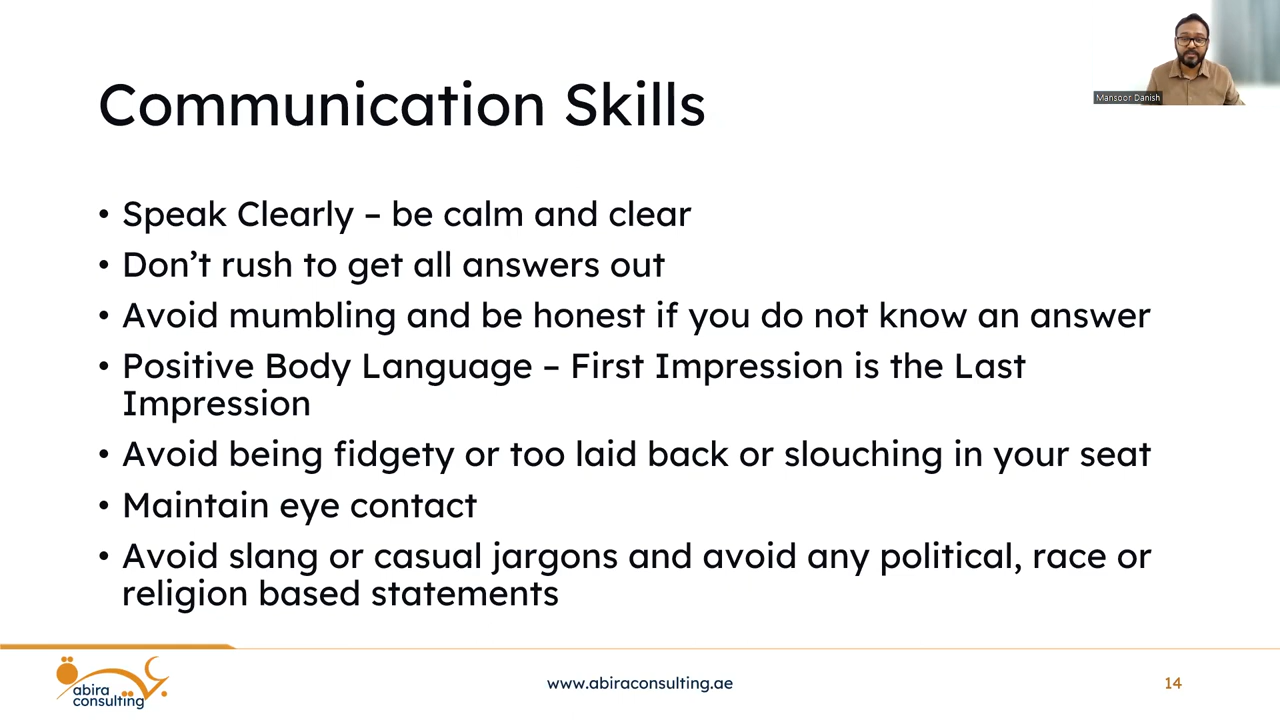 Mansoor Danish
Communication Skills
• Speak Clearly – be calm and clear
• Don’t rush to get all answers out
• Avoid mumbling and be honest if you do not know an answer
• Positive Body Language – First Impression is the Last
Impression
• Avoid being fidgety or too laid back or slouching in your seat
• Maintain eye contact
• Avoid slang or casual jargons and avoid any political, race or
religion based statements
abira
consulting
www.abiraconsulting.ae
14